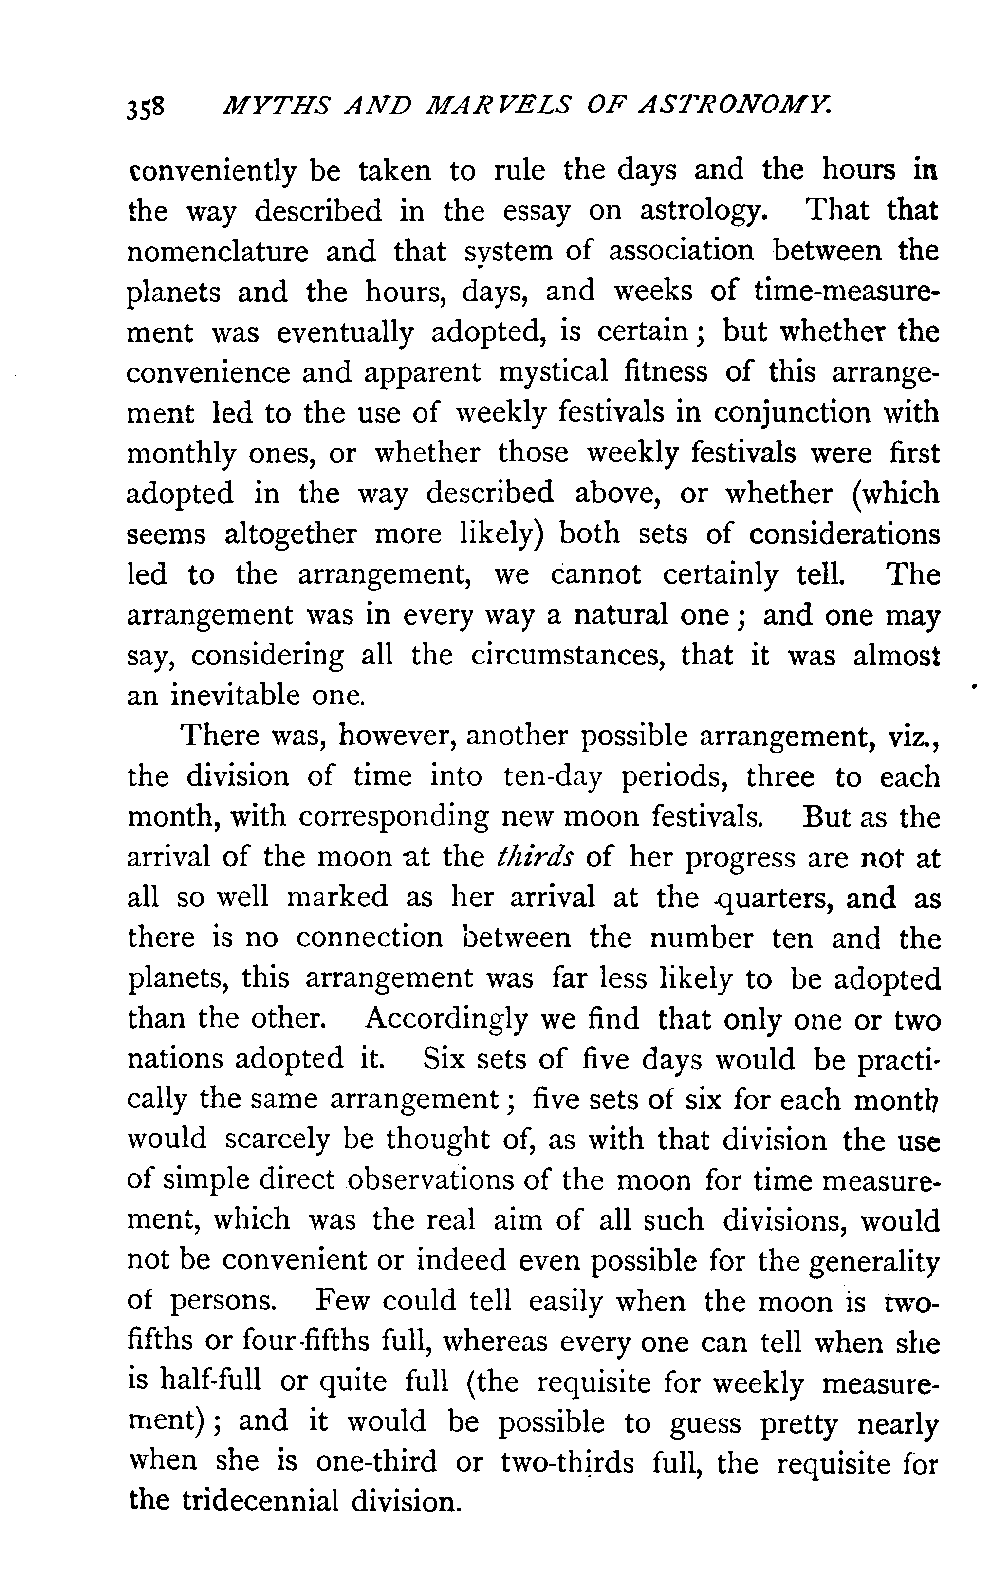 358 MYTHS AND MARVELS OF ASTRONOMY.
conveniently be taken to rule the days and the hours in
the way described in the essay on astrology. That that
nomenclature and that system of association between the
planets and the hours, days, and weeks of time-measure-
ment was eventually adopted, is certain; but whether the
convenience and apparent mystical fitness of this arrange-
ment led to the use of weekly festivals in conjunction with
monthly ones, or whether those weekly festivals were first
adopted in the way described above, or whether (which
seems altogether more likely) both sets of considerations
led to the arrangement, we cannot certainly tell. The
arrangement was in every way a natural one; and one may
say, considering all the circumstances, that it was almost
an inevitable one.
There was, however, another possible arrangement, viz.,
the division of time into ten-day periods, three to each
month, with corresponding new moon festivals. But as the
arrival of the moon at the thirds of her progress are not at
all so well marked as her arrival at the quarters, and as
there is no connection between the number ten and the
planets, this arrangement was far less likely to be adopted
than the other. Accordingly we find that only one or two
nations adopted it. Six sets of five days would be practi-
cally the same arrangement; five sets of six for each month
would scarcely be thought of, as with that division the use
of simple direct observations of the moon for time measure-
ment, which was the real aim of all such divisions, would
not be convenient or indeed even possible for the generality
of persons. Few could tell easily when the moon is two-
fifths or four-fifths full, whereas every one can tell when she
is half-full or quite full (the requisite for weekly measure-
ment); and it would be possible to guess pretty nearly
when she is one-third or two-thirds full, the requisite for
the tridecennial division.